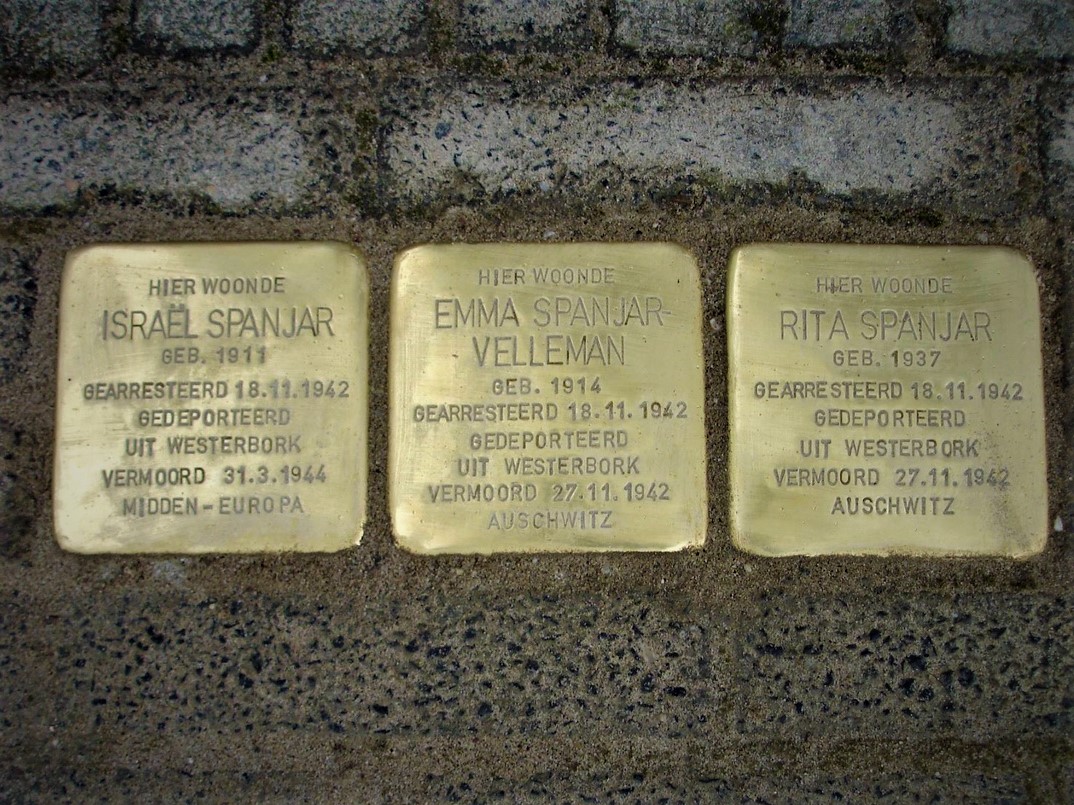 HIER WOONDE
ISRAËL SPANJAR
GEB. 1911
GEARRESTEERD 18.11.1942
GEDEPORTEERD
UIT WESTERBORK
VERMOORD 31.3.1944
MIDDEN-EUROPA
HIER WOONDE
EMMA SPANJAR-
VELLEMAN
GEB. 1914
GEARRESTEERD 18.11.1942
GEDEPORTEERD
UIT WESTERBORK
VERMOORD 27.11.1942
AUSCHWITZ
HIER WOONDE
RITA SPANJAR
GEB. 1937
GEARRESTEERD 18.11.1942
GEDEPORTEERD
UIT WESTERBORK
VERMOORD 27.11.1942
AUSCHWITZ